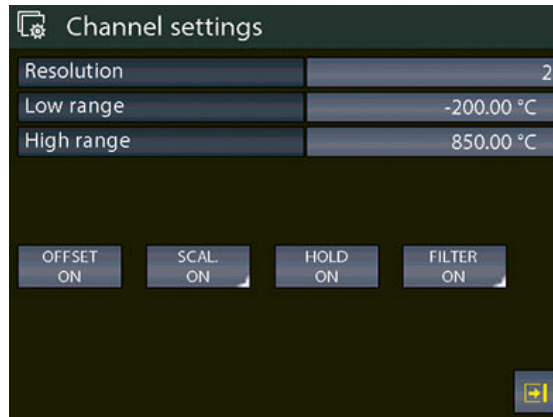 Channel settings
Resolution 2
Low range -200.00 °C
High range 850.00 °C
OFFSET ON
SCAL. ON
HOLD ON
FILTER ON